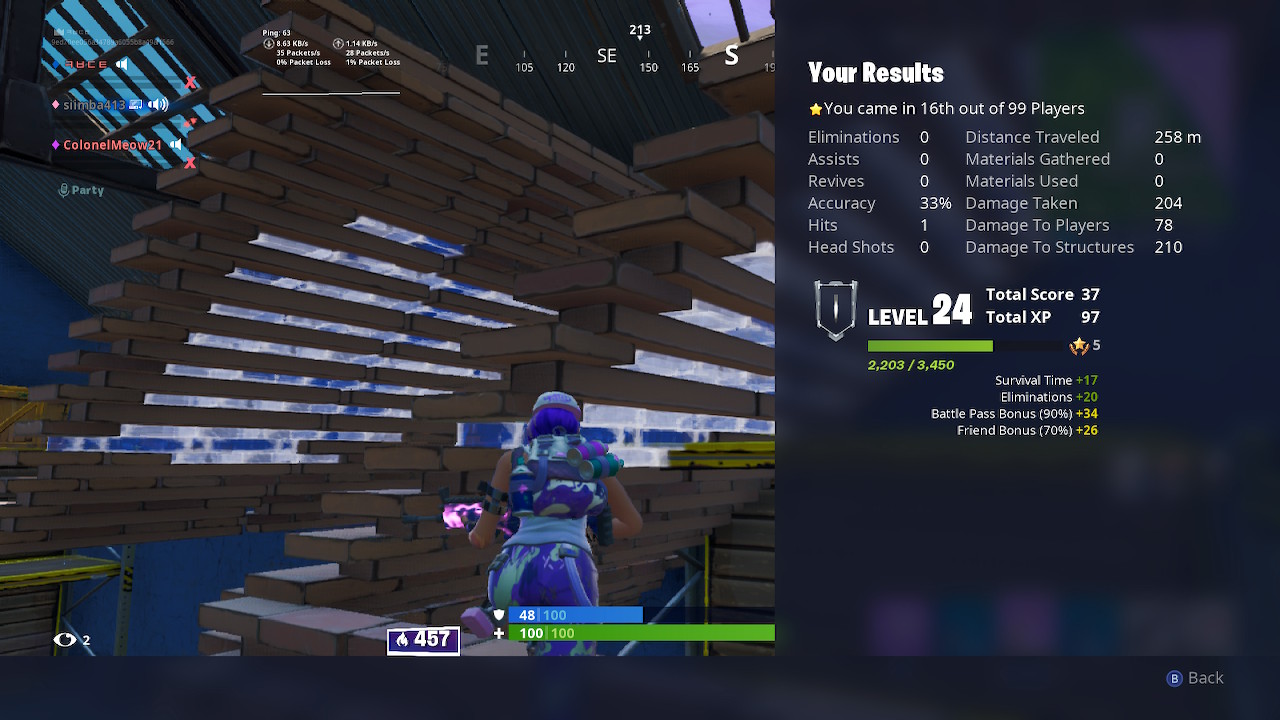 Ping: 63
8.63 KB/s 1.14 KB/s
35 Packets/s 28 Packets/s
0% Packet Loss 1% Packet Loss
213
E 105 120 SE 150 165 S
siimba413
ColonelMeow21
Party
2
457
48 | 100
100 | 100
Your Results
You came in 16th out of 99 Players
Eliminations 0 Distance Traveled 258 m
Assists 0 Materials Gathered 0
Revives 0 Materials Used 0
Accuracy 33% Damage Taken 204
Hits 1 Damage To Players 78
Head Shots 0 Damage To Structures 210
LEVEL 24
Total Score 37
Total XP 97
5
2,203 / 3,450
Survival Time +17
Eliminations +20
Battle Pass Bonus (90%) +34
Friend Bonus (70%) +26
B Back